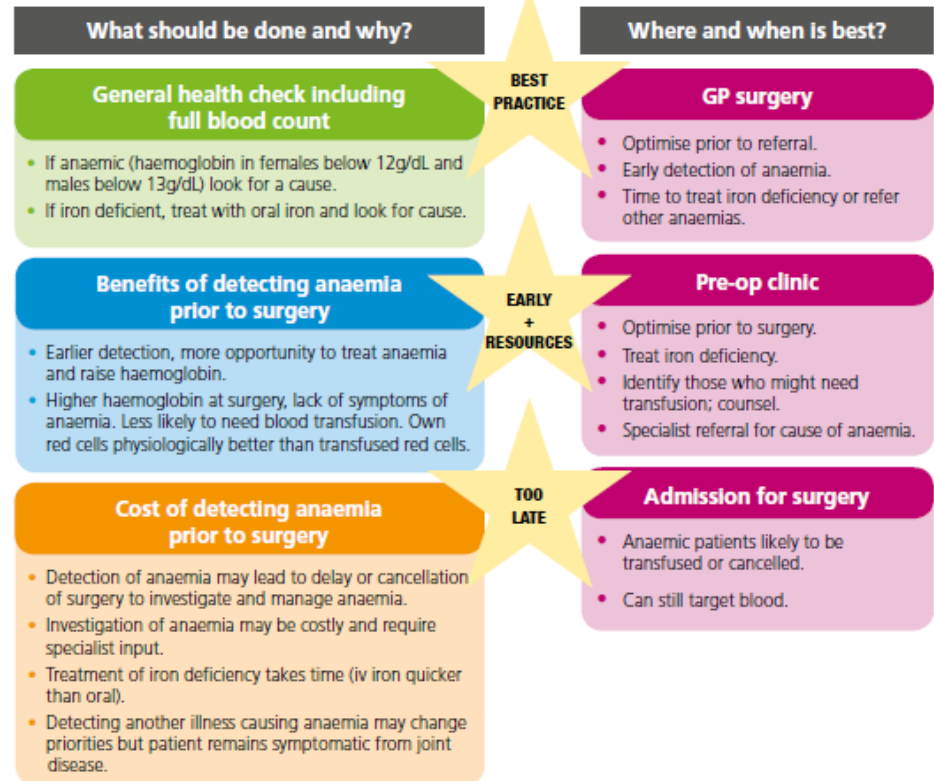 What should be done and why?
Where and when is best?
General health check including
full blood count
• If anaemic (haemoglobin in females below 12g/dL and
males below 13g/dL) look for a cause.
• If iron deficient, treat with oral iron and look for cause.
BEST
PRACTICE
GP surgery
• Optimise prior to referral.
• Early detection of anaemia.
• Time to treat iron deficiency or refer
other anaemias.
Benefits of detecting anaemia
prior to surgery
• Earlier detection, more opportunity to treat anaemia
and raise haemoglobin.
• Higher haemoglobin at surgery, lack of symptoms of
anaemia. Less likely to need blood transfusion. Own
red cells physiologically better than transfused red cells.
EARLY
+
RESOURCES
Pre-op clinic
• Optimise prior to surgery.
• Treat iron deficiency.
• Identify those who might need
transfusion; counsel.
• Specialist referral for cause of anaemia.
Cost of detecting anaemia
prior to surgery
• Detection of anaemia may lead to delay or cancellation
of surgery to investigate and manage anaemia.
• Investigation of anaemia may be costly and require
specialist input.
• Treatment of iron deficiency takes time (iv iron quicker
than oral).
• Detecting another illness causing anaemia may change
priorities but patient remains symptomatic from joint
disease.
TOO
LATE
Admission for surgery
• Anaemic patients likely to be
transfused or cancelled.
• Can still target blood.